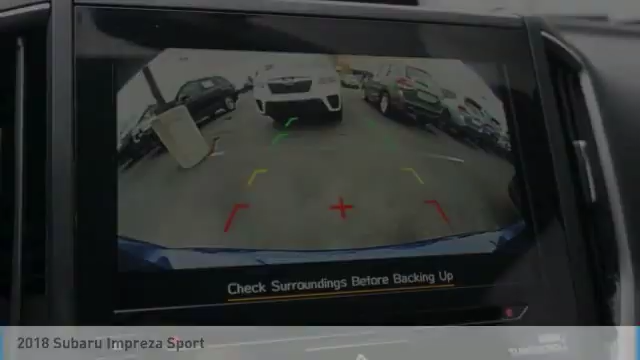 Check Surroundings Before Backing Up
2018 Subaru Impreza Sport